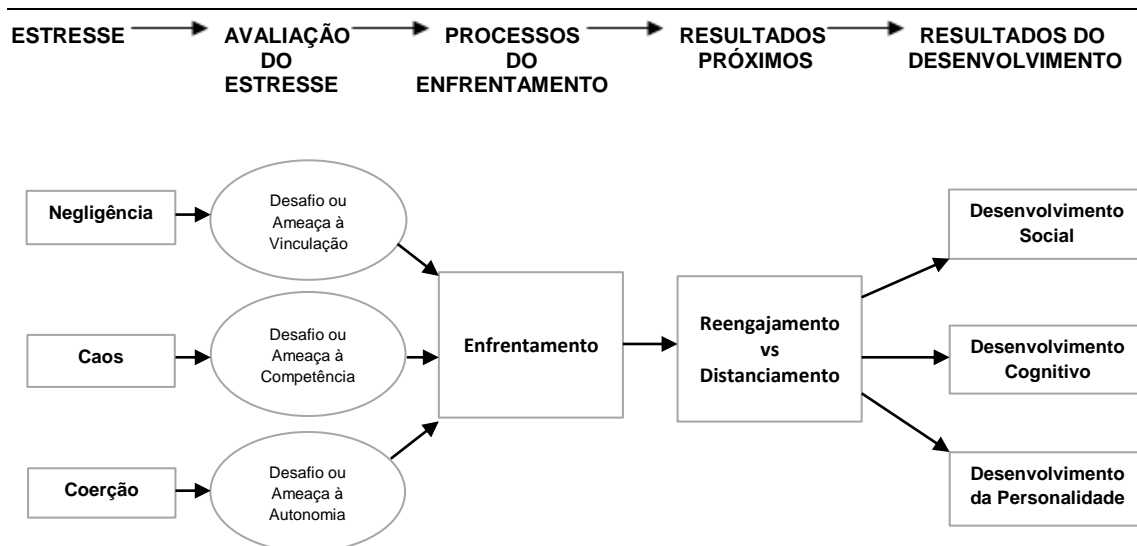 ESTRESSE
AVALIAÇÃO
DO
ESTRESSE
PROCESSOS
DO
ENFRENTAMENTO
RESULTADOS
PRÓXIMOS
RESULTADOS DO
DESENVOLVIMENTO
Negligência
Desafio ou
Ameaça à
Vinculação
Caos
Desafio ou
Ameaça à
Competência
Coerção
Desafio ou
Ameaça à
Autonomia
Enfrentamento
Reengajamento
vs
Distanciamento
Desenvolvimento
Social
Desenvolvimento
Cognitivo
Desenvolvimento
da Personalidade